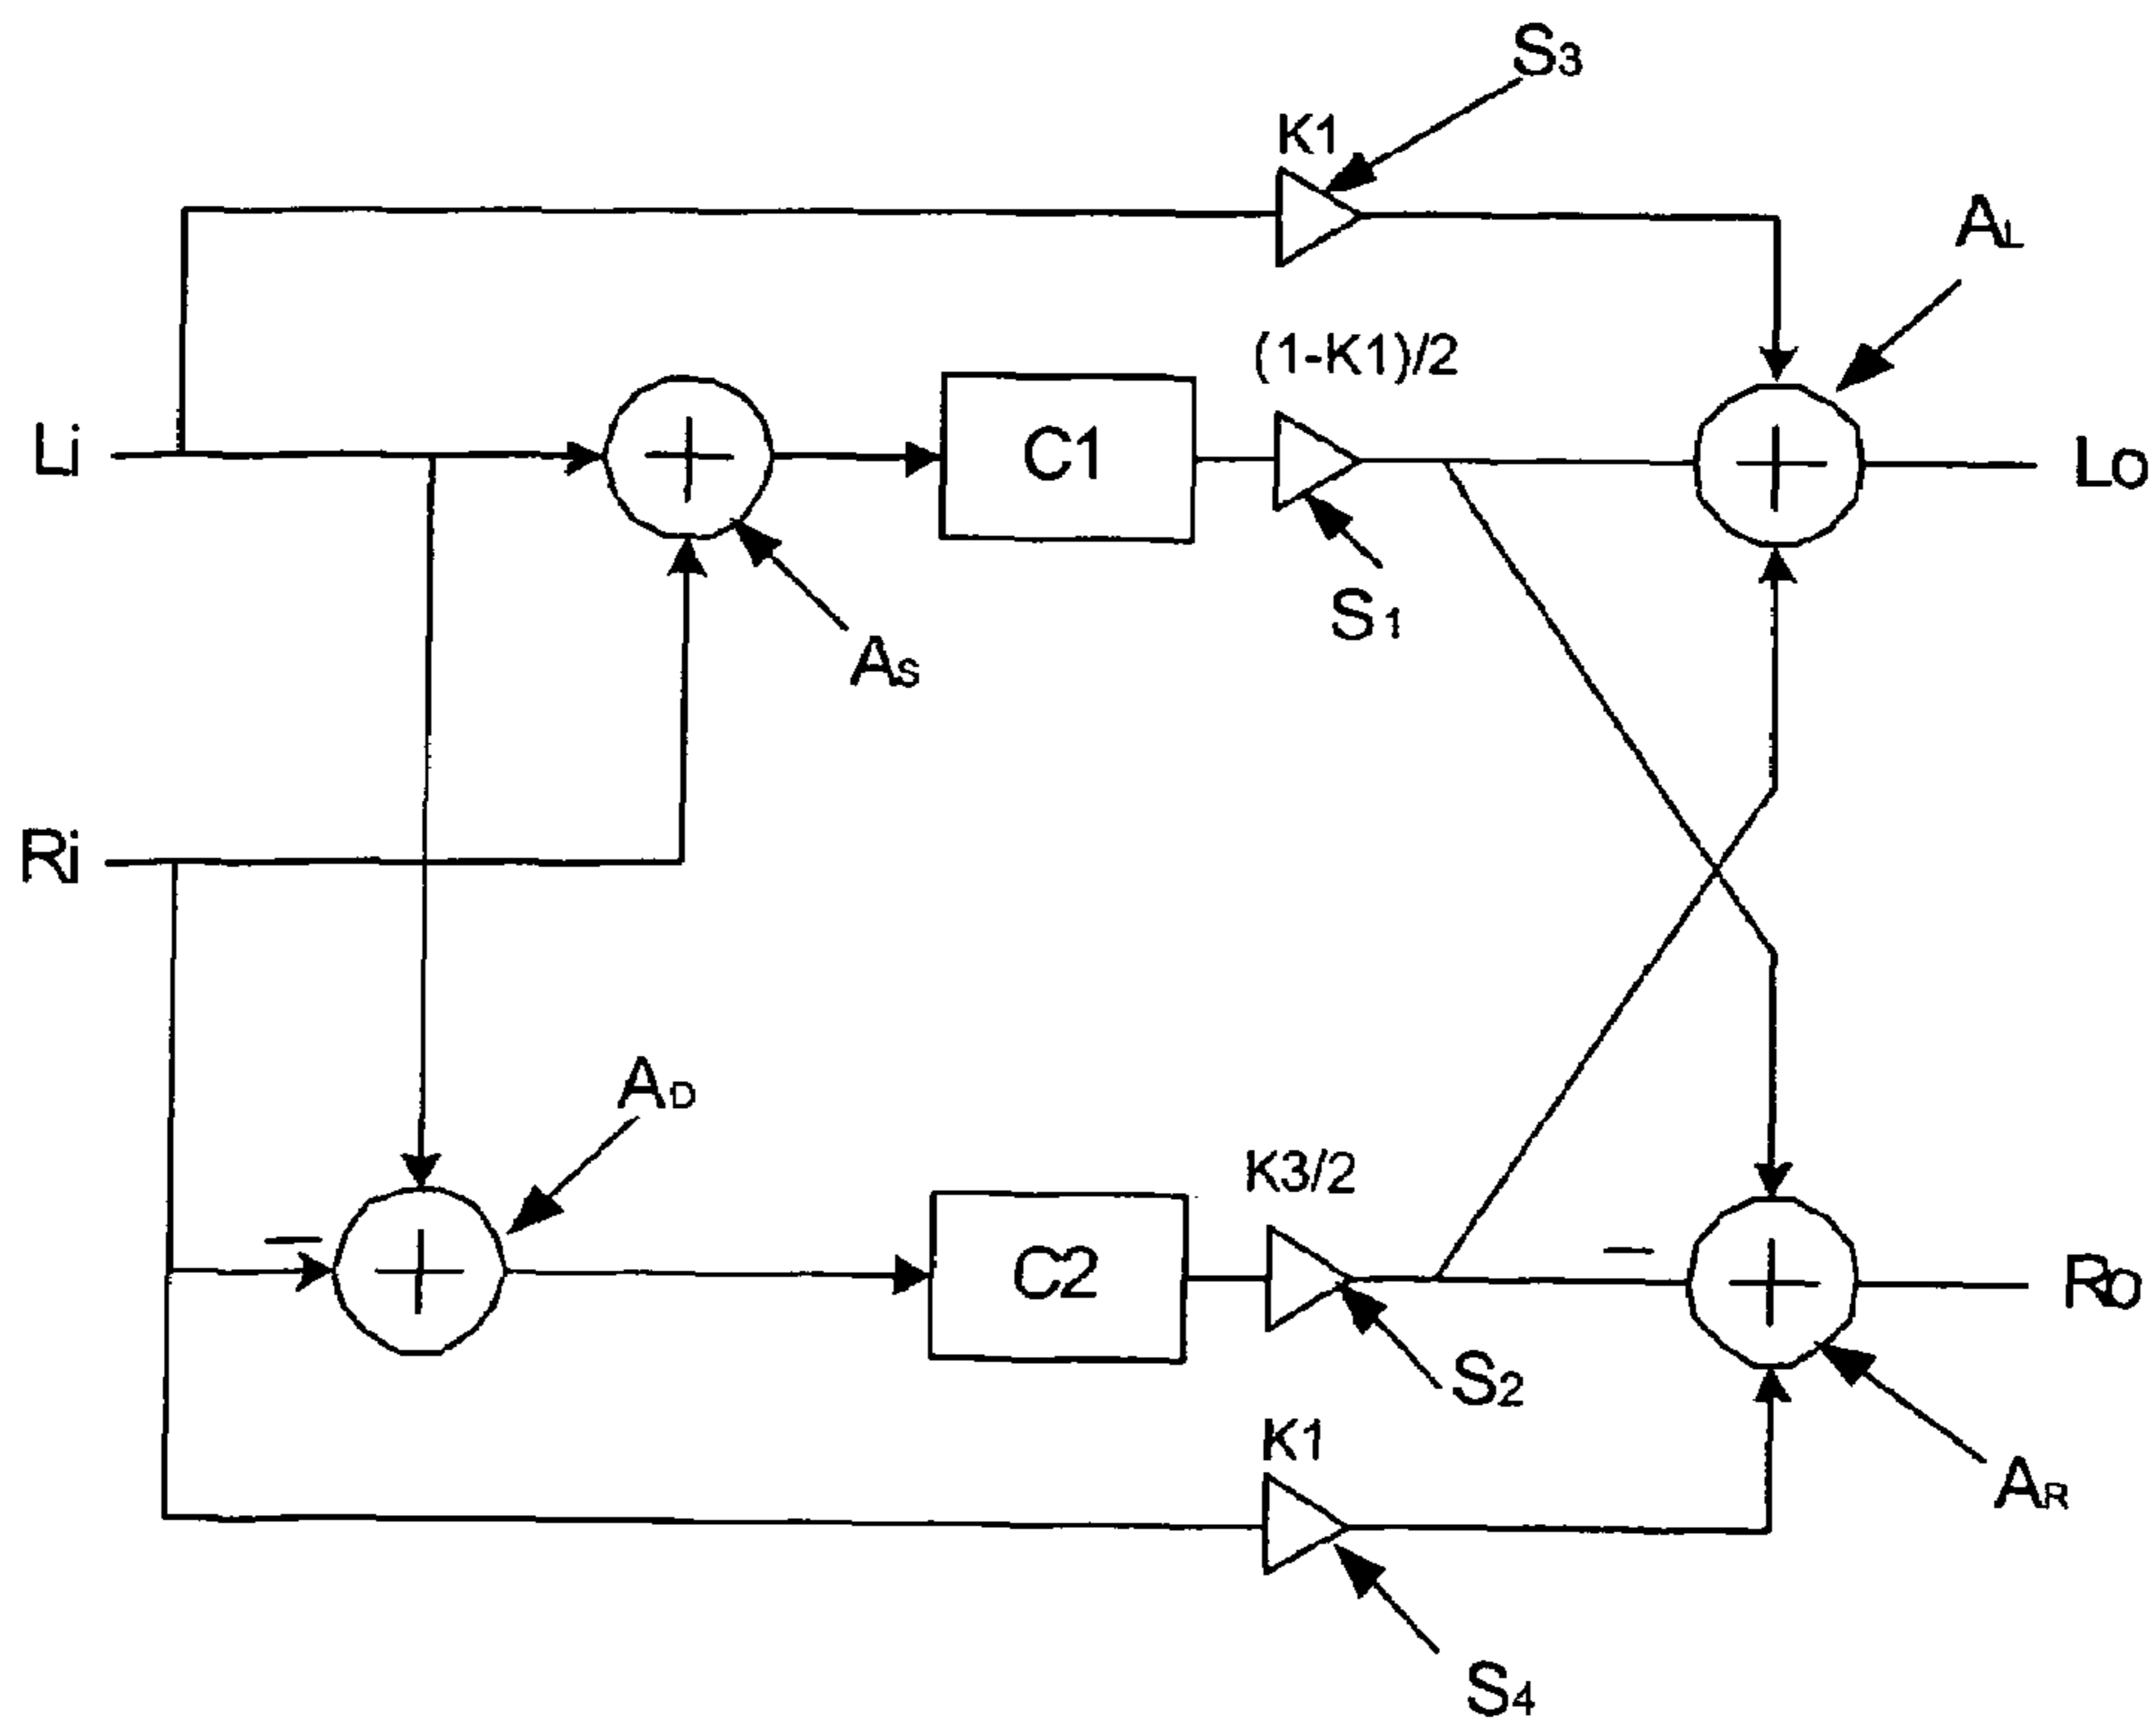 S3
K1
AL
(1-K1)/2
Li
C1
Lo
S1
AS
Ri
AD
K3/2
C2
Ro
S2
K1
AR
S4